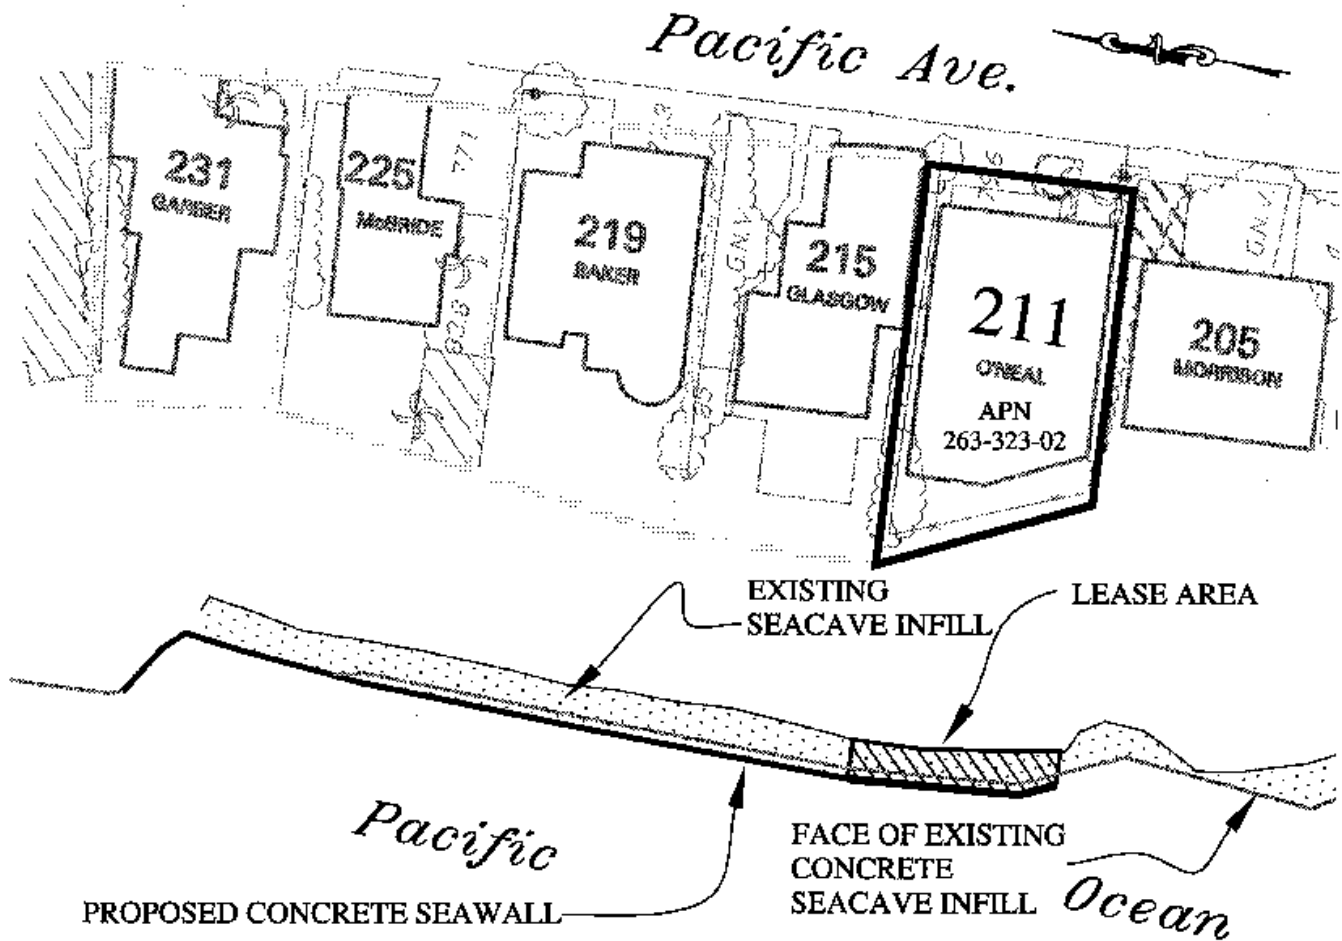 Pacific Ave.
N
231
GARBER
225
McBRIDE
219
BAKER
215
GLASGOW
211
O'NEAL
APN
263-323-02
205
MORRISON
EXISTING
SEACAVE INFILL
LEASE AREA
Pacific
Ocean
FACE OF EXISTING
CONCRETE
SEACAVE INFILL
PROPOSED CONCRETE SEAWALL